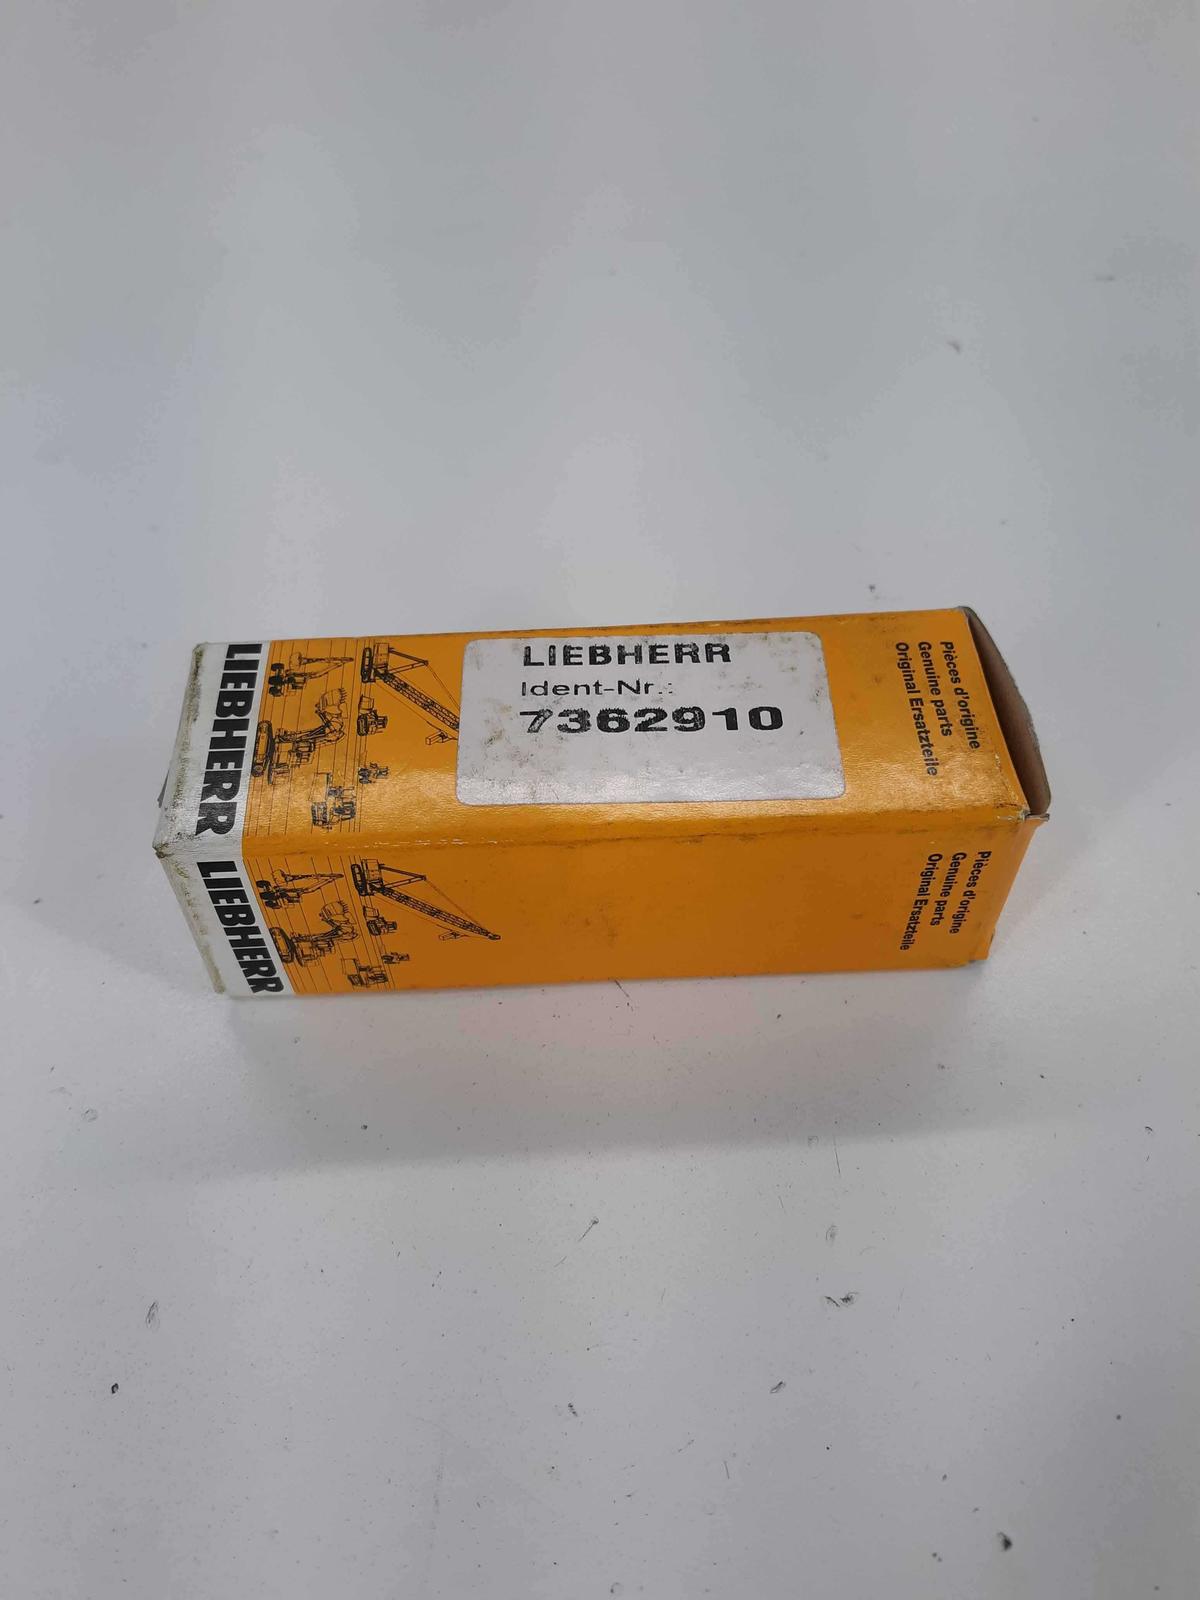 LIEBHERR
LIEBHERR
Ident-Nr.:
7362910
Pièces d'origine
Genuine parts
Original Ersatzteile
LIEBHERR
Pièces d'origine
Genuine parts
Original Ersatzteile